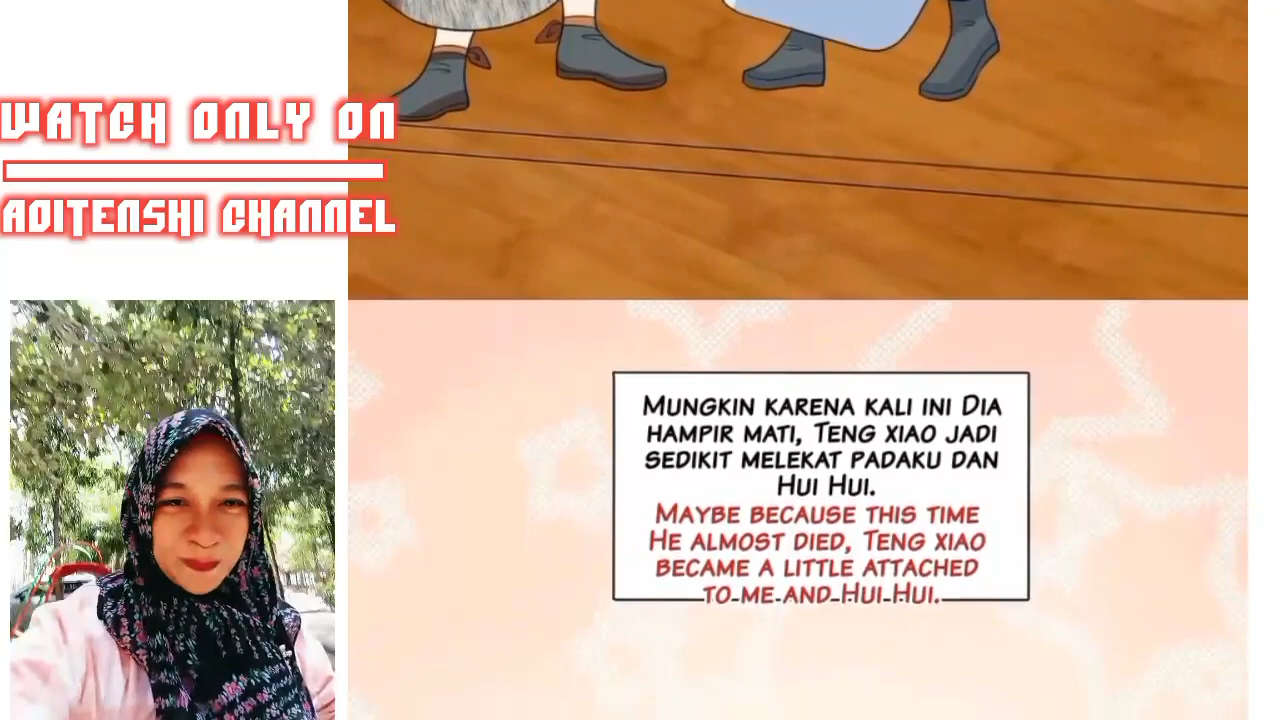 WATCH ONLY ON
ADITENSHI CHANNEL
MUNGKIN KARENA KALI INI DIA
HAMPIR MATI, TENG XIAO JADI
SEDIKIT MELEKAT PADAKU DAN
HUI HUI.
MAYBE BECAUSE THIS TIME
HE ALMOST DIED, TENG XIAO
BECAME A LITTLE ATTACHED
TO ME AND HUI HUI.